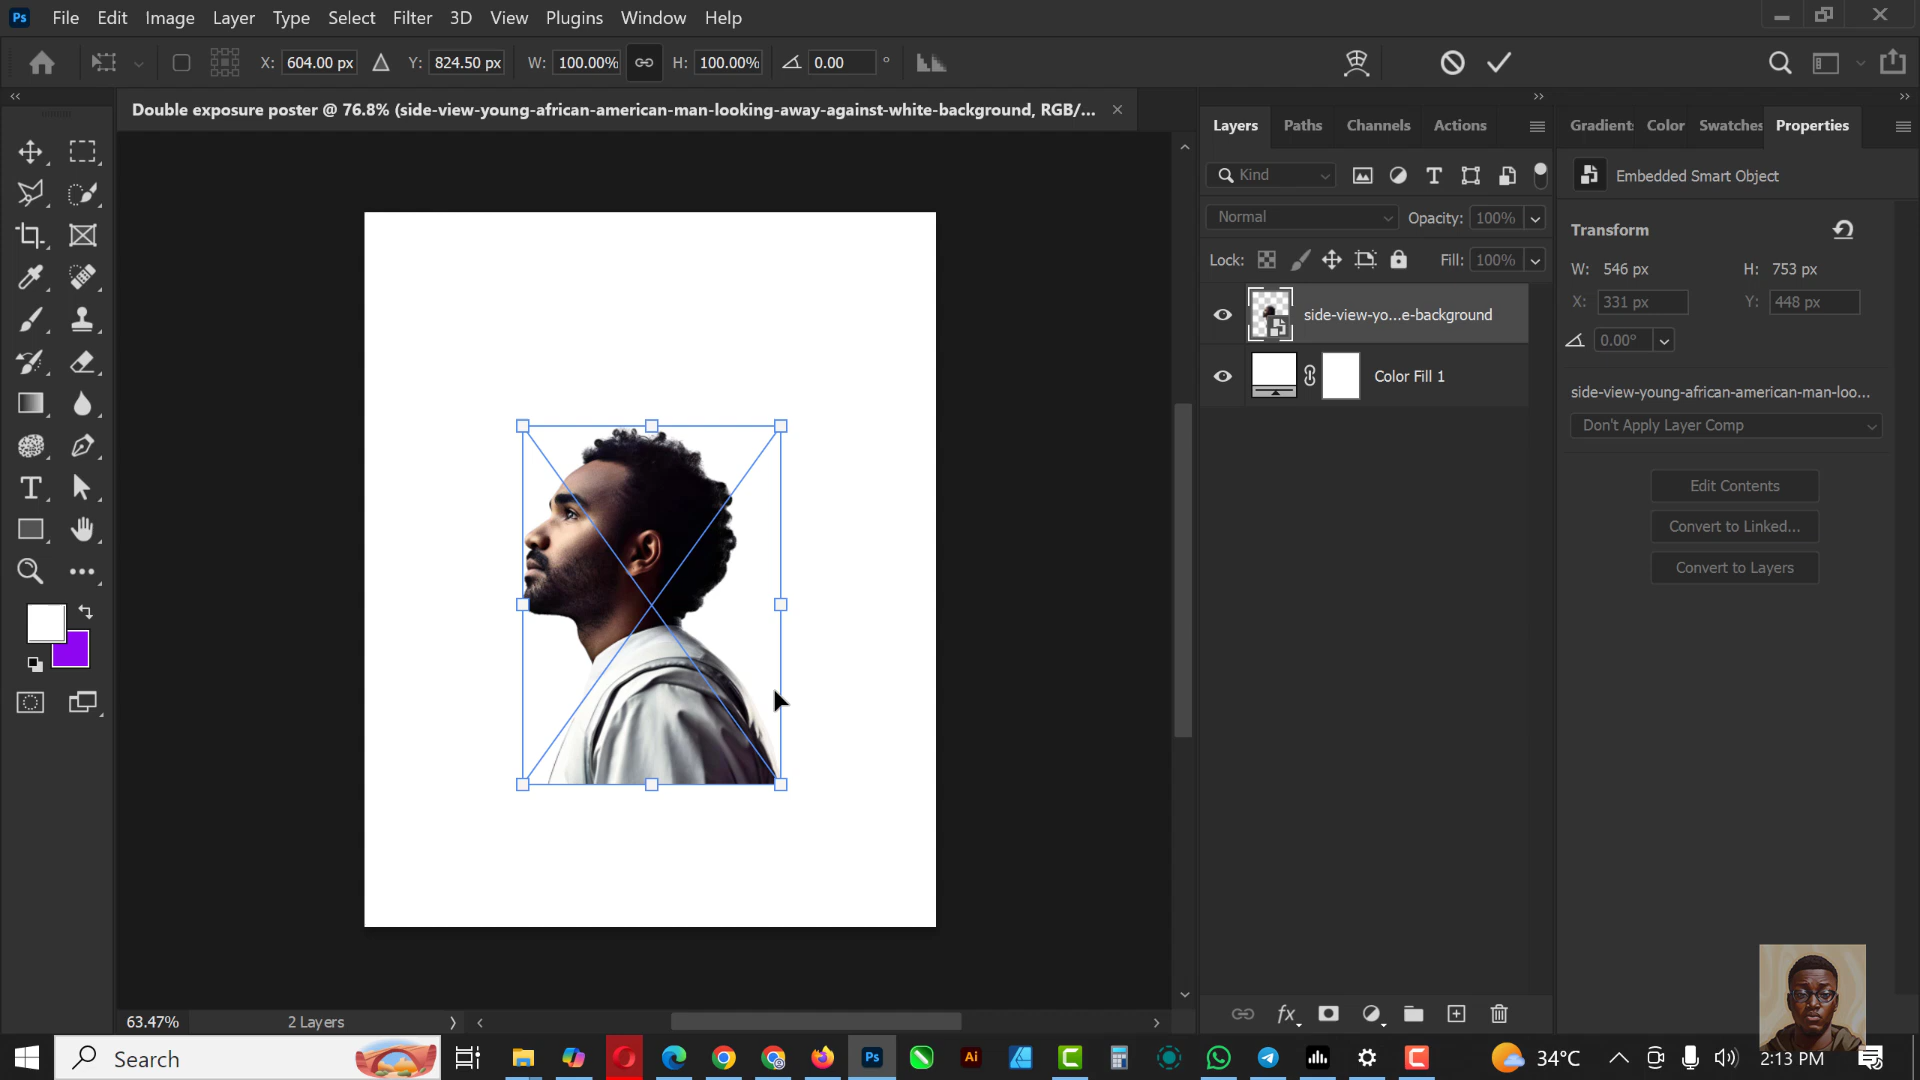 Ps File Edit Image Layer Type Select Filter 3D View Plugins Window Help
X: 604.00 px Y: 824.50 px W: 100.00% H: 100.00% 0.00 °
Double exposure poster @ 76.8% (side-view-young-african-american-man-looking-away-against-white-background, RGB/...
Layers Paths Channels Actions
Kind
Normal Opacity: 100%
Lock: Fill: 100%
side-view-yo...e-background
Color Fill 1
Gradient Color Swatches Properties
Embedded Smart Object
Transform
W: 546 px H: 753 px
X: 331 px Y: 448 px
0.00°
side-view-young-african-american-man-loo...
Don't Apply Layer Comp
Edit Contents
Convert to Linked...
Convert to Layers
63.47% 2 Layers
fx
Search
Ps
Ai
34°C
2:13 PM